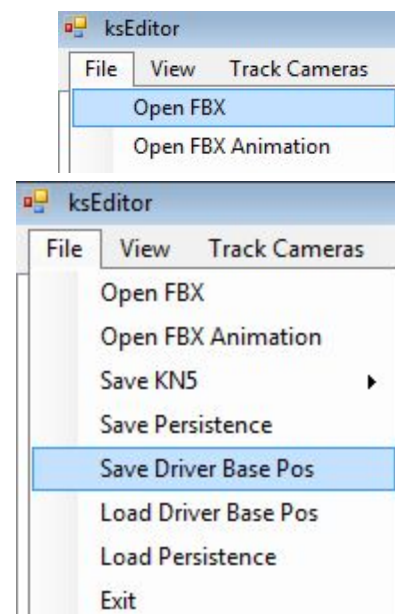 ksEditor
File View Track Cameras
Open FBX
Open FBX Animation
ksEditor
File View Track Cameras
Open FBX
Open FBX Animation
Save KN5
Save Persistence
Save Driver Base Pos
Load Driver Base Pos
Load Persistence
Exit